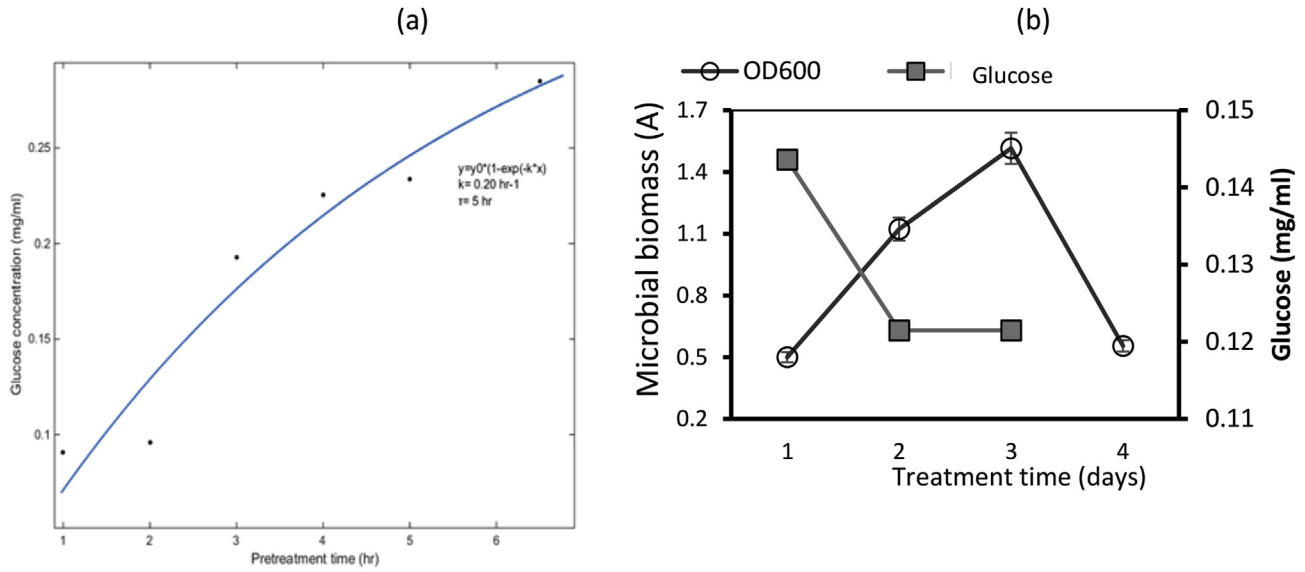 (a)
Glucose concentration (mg/ml)
0.25
0.2
0.15
0.1
y=y0*(1-exp(-k*x)
k= 0.20 hr-1
τ= 5 hr
1 2 3 4 5 6
Pretreatment time (hr)
(b)
OD600 Glucose
Microbial biomass (A)
1.7
1.4
1.1
0.8
0.5
0.2
0.15
0.14
0.13
0.12
0.11
Glucose (mg/ml)
1 2 3 4
Treatment time (days)